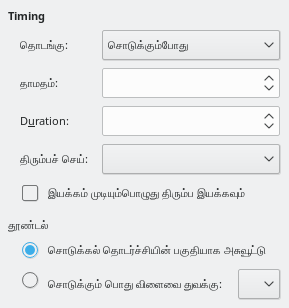 Timing
தொடங்கு:
சொடுக்கும்போது
தாமதம்:
Duration:
திரும்பச் செய்:
இயக்கம் முடியும்பொழுது திரும்ப இயக்கவும்
தூண்டல்
சொடுக்கல் தொடர்ச்சியின் பகுதியாக அசுவூட்டு
சொடுக்கும் பொது விளைவை துவக்கு: